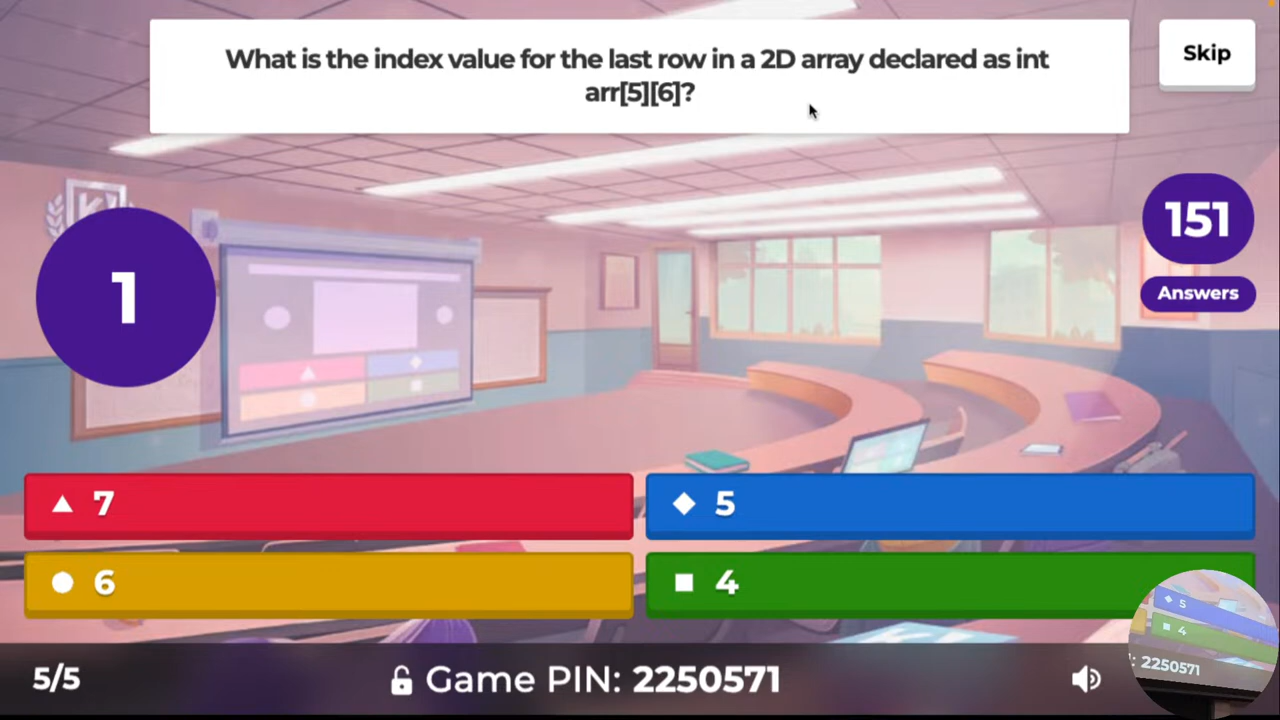 What is the index value for the last row in a 2D array declared as int
arr[5][6]?
Skip
1
151
Answers
7
5
6
4
5/5
Game PIN: 2250571
5
4
: 2250571